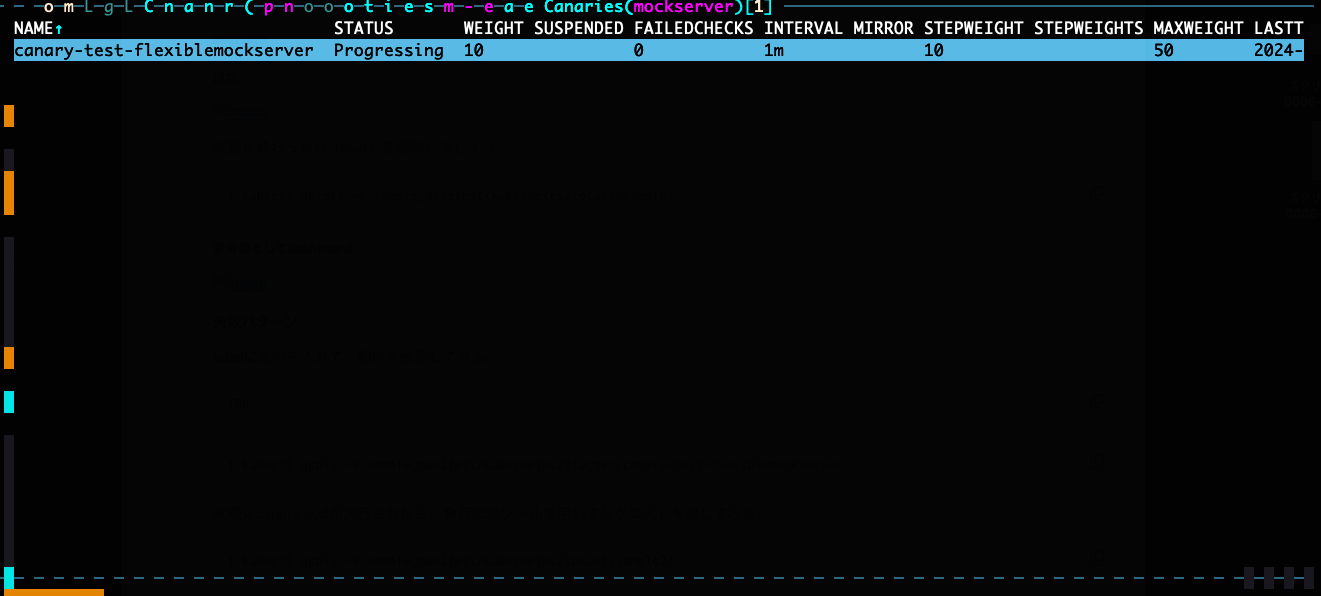 Canaries(mockserver)[1]
NAME↑ STATUS WEIGHT SUSPENDED FAILEDCHECKS INTERVAL MIRROR STEPWEIGHT STEPWEIGHTS MAXWEIGHT LASTT
canary-test-flexiblemockserver Progressing 10 0 1m 10 50 2024-